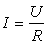 I = U/R